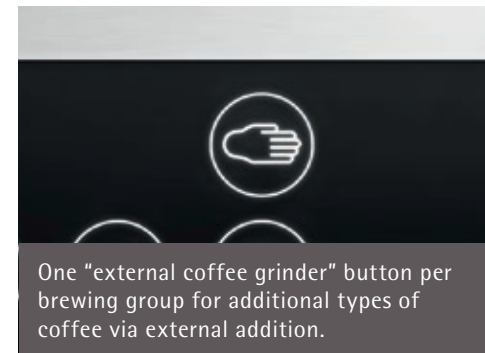 One “external coffee grinder” button per
brewing group for additional types of
coffee via external addition.